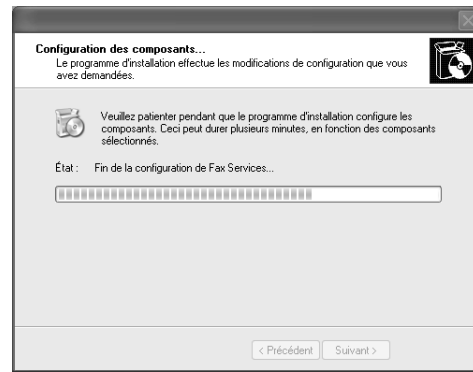 Configuration des composants...
Le programme d'installation effectue les modifications de configuration que vous
avez demandées.
Veuillez patienter pendant que le programme d'installation configure les
composants. Ceci peut durer plusieurs minutes, en fonction des composants
sélectionnés.
État : Fin de la configuration de Fax Services...
< Précédent Suivant >